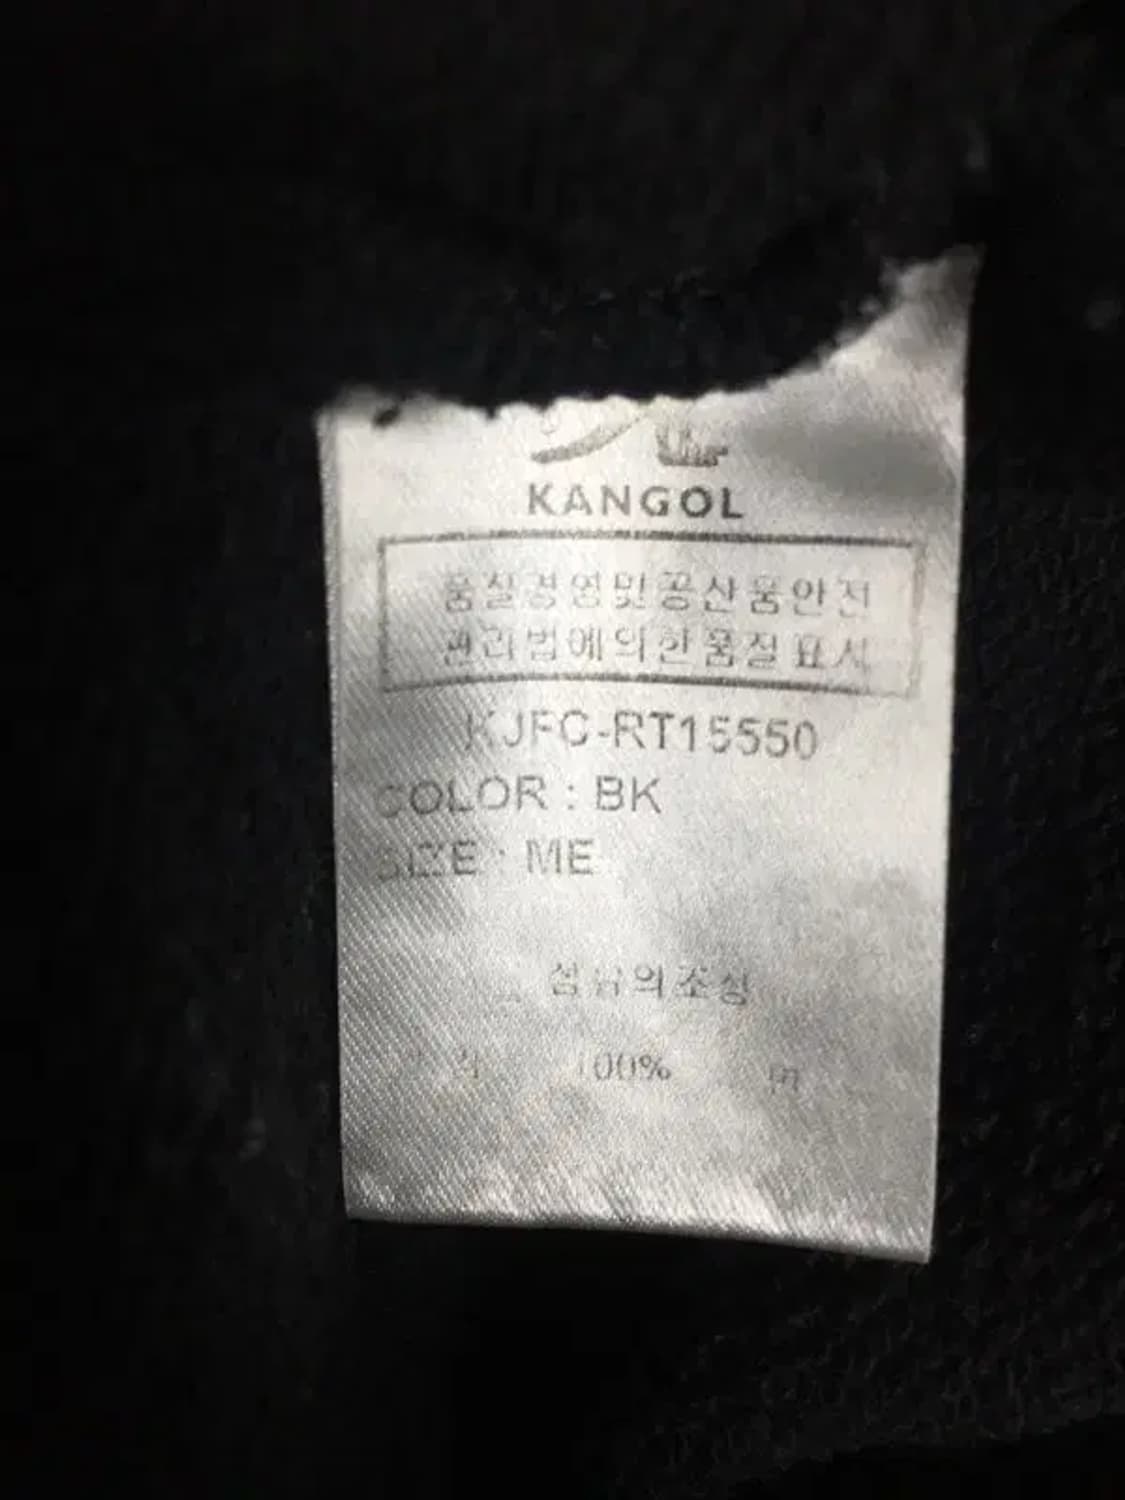 KANGOL
품질경영및공산품안전
관리법에의한품질표시
KJFC-RT15550
COLOR : BK
SIZE : ME
섬유의조성
100% 면